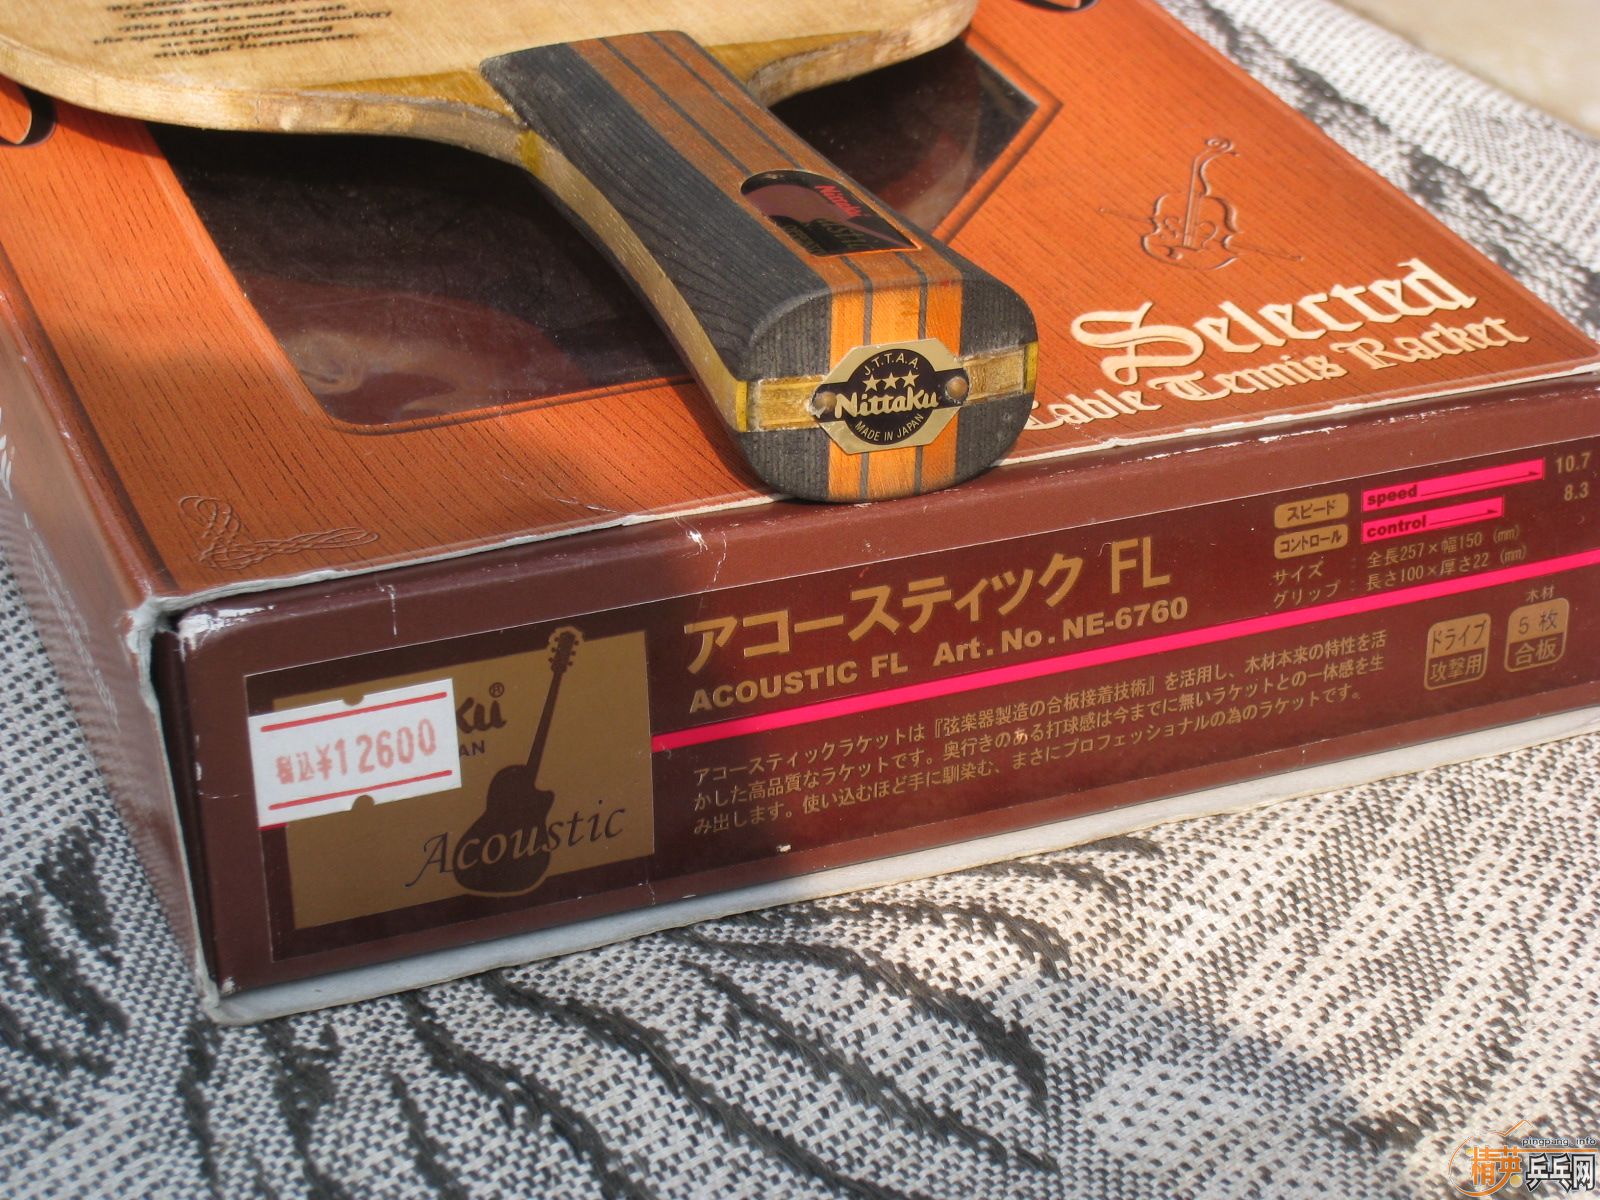 Nittaku
J.T.T.A.A.
Nittaku
MADE IN JAPAN
Selected
Table Tennis Racket
スピード speed 10.7
コントロール control 8.3
サイズ : 全長257×幅150 (mm)
グリップ : 長さ100×厚さ22 (mm)
アコースティック FL
ACOUSTIC FL Art. No. NE-6760
木材
ドライブ
攻撃用
5枚
合板
アコースティックラケットは『弦楽器製造の合板接着技術』を活用し、木材本来の特性を活
かした高品質なラケットです。奥行きのある打球感は今までに無いラケットとの一体感を生
み出します。使い込むほど手に馴染む、まさにプロフェッショナルの為のラケットです。
税込¥12600
Acoustic
pingpang.info
精英乒乓网